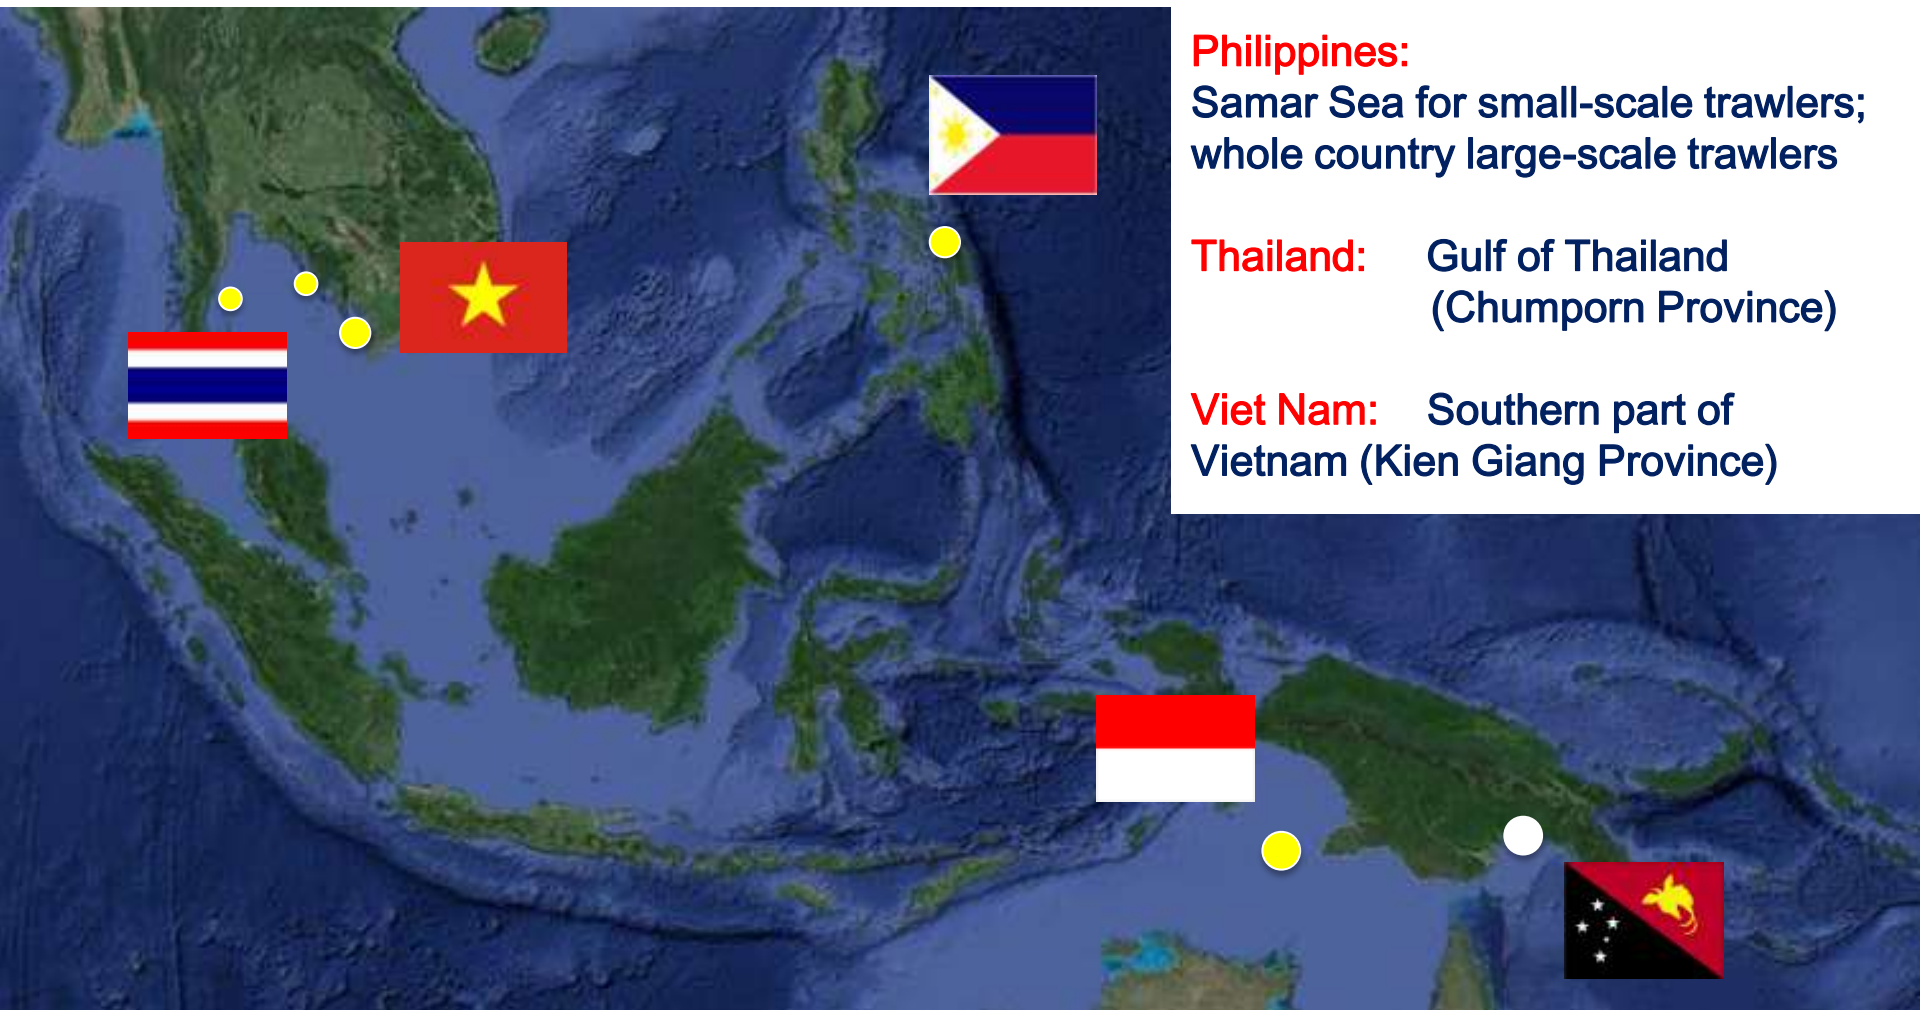 Philippines:
Samar Sea for small-scale trawlers;
whole country large-scale trawlers
Thailand: Gulf of Thailand
(Chumporn Province)
Viet Nam: Southern part of
Vietnam (Kien Giang Province)